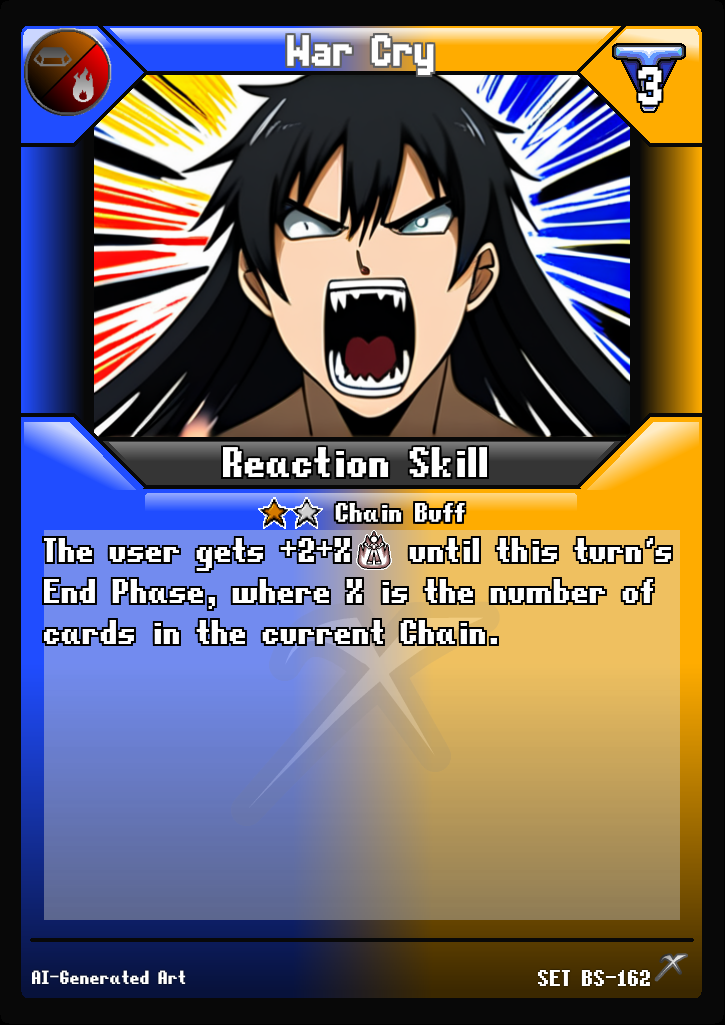 War Cry
3
Reaction Skill
Chain Buff
The user gets +2+X until this turn's
End Phase, where X is the number of
cards in the current Chain.
AI-Generated Art
SET BS-162